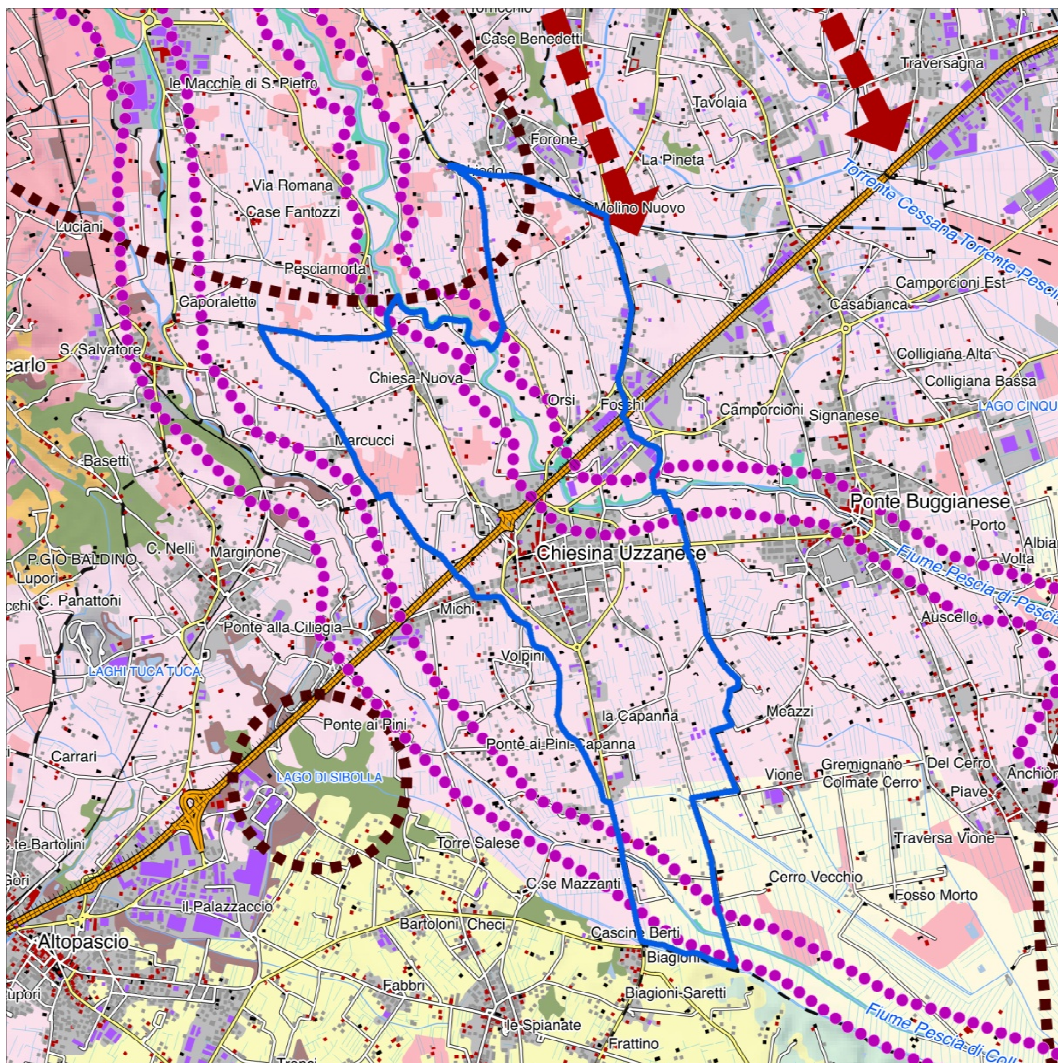 Case Benedetti
Traversagna
le Macchie di S. Pietro
Tavolaia
Forone
La Pineta
Via Romana
Torrente Cessana Torrente Pesci
Case Fantozzi
Molino Nuovo
Luciani
Pesciamorta
Camporcioni Est
Caporaletto
Casabianca
S. Salvatore
Colligiana Alta
carlo
Chiesa Nuova
Colligiana Bassa
Orsi
Foschi
LAGO CINQU
Camporcioni
Signanese
Marcucci
Basetti
Ponte Buggianese
Porto
C. Nelli
Marginone
Chiesina Uzzanese
Albia
P.GIO BALDINO
Volta
Lupori
Fiume Pescia di Pescia
C. Panattoni
Michi
Auscello
Ponte alla Ciliegia
Volpini
LAGHI TUCA TUCA
la Capanna
Meazzi
Ponte ai Pini
Ponte ai Pini-Capanna
Carrari
Gremignano
Del Cerro
LAGO DI SIBOLLA
Vione
Colmate Cerro
Anchion
Piave
C.te Bartolini
Torre Salese
Traversa Vione
C.se Mazzanti
Cerro Vecchio
Fosso Morto
il Palazzaccio
Bartoloni
Checi
Cascine Berti
Altopascio
Biagioni
Fabbri
Biagioni-Saretti
le Spianate
Fiume Pescia di Coll
Frattino